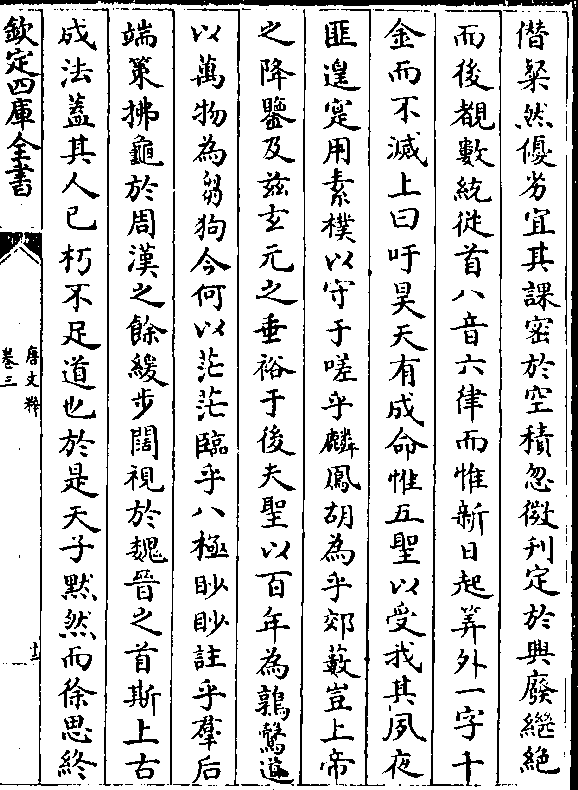 僣粲然優劣宜其課密於空積忽微刋定於興廢繼絶
而後覩數統從首八音六律而惟新日起筭外一字千
金而不滅上曰吁昊天有成命惟五聖以受我其夙夜
匪遑寔用素樸以守于嗟乎麟鳳胡為乎郊藪豈上帝
之降鑒及兹𤣥元之垂裕于後夫聖以百年為鶉鷇道
以萬物為芻狗今何以茫茫臨乎八極眇眇註乎羣后
端䇲拂龜於周漢之餘緩步闊視於魏晉之首斯上古
成法葢其人已朽不足道也於是天子黙然而徐思終
欽定四庫全書
唐文粹
卷三